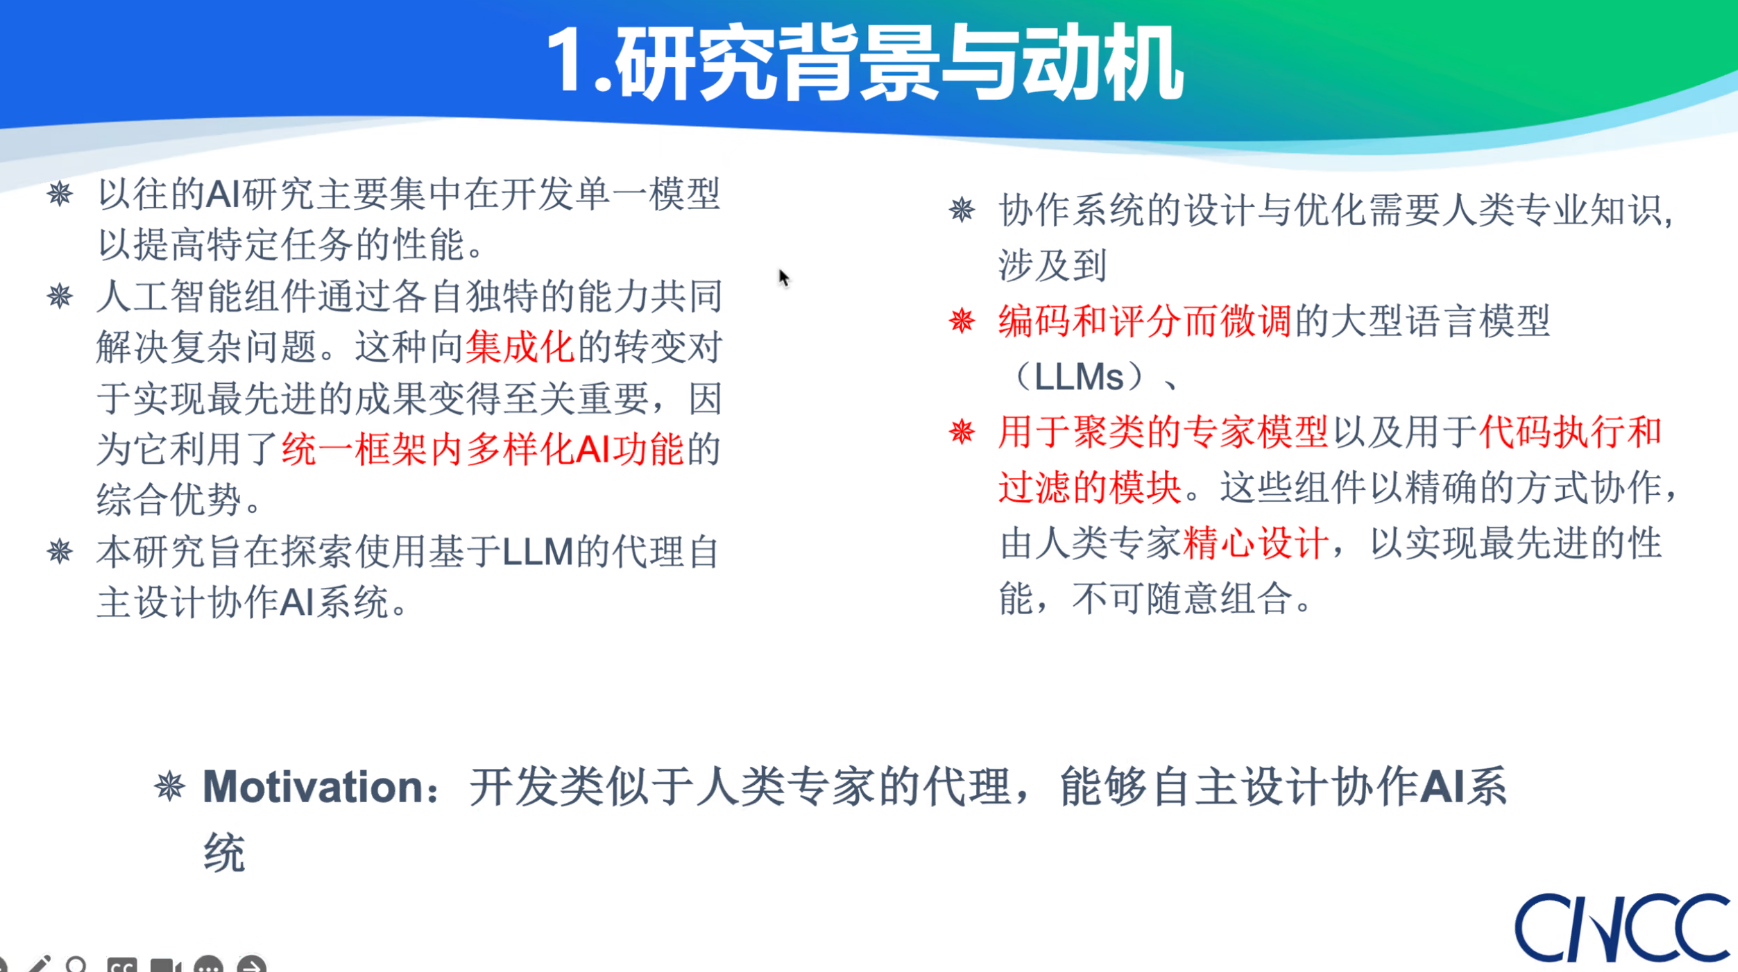 1.研究背景与动机
以往的AI研究主要集中在开发单一模型
以提高特定任务的性能。
人工智能组件通过各自独特的能力共同
解决复杂问题。这种向集成化的转变对
于实现最先进的成果变得至关重要，因
为它利用了统一框架内多样化AI功能的
综合优势。
本研究旨在探索使用基于LLM的代理自
主设计协作AI系统。
协作系统的设计与优化需要人类专业知识,
涉及到
编码和评分而微调的大型语言模型
（LLMs）、
用于聚类的专家模型以及用于代码执行和
过滤的模块。这些组件以精确的方式协作，
由人类专家精心设计，以实现最先进的性
能，不可随意组合。
Motivation：开发类似于人类专家的代理，能够自主设计协作AI系
统
CNCC
CC